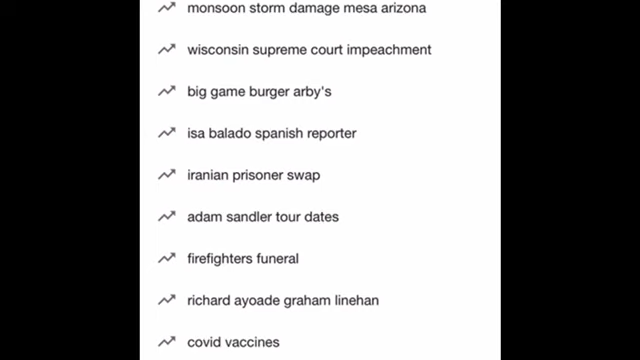 monsoon storm damage mesa arizona
wisconsin supreme court impeachment
big game burger arby's
isa balado spanish reporter
iranian prisoner swap
adam sandler tour dates
firefighters funeral
richard ayoade graham linehan
covid vaccines